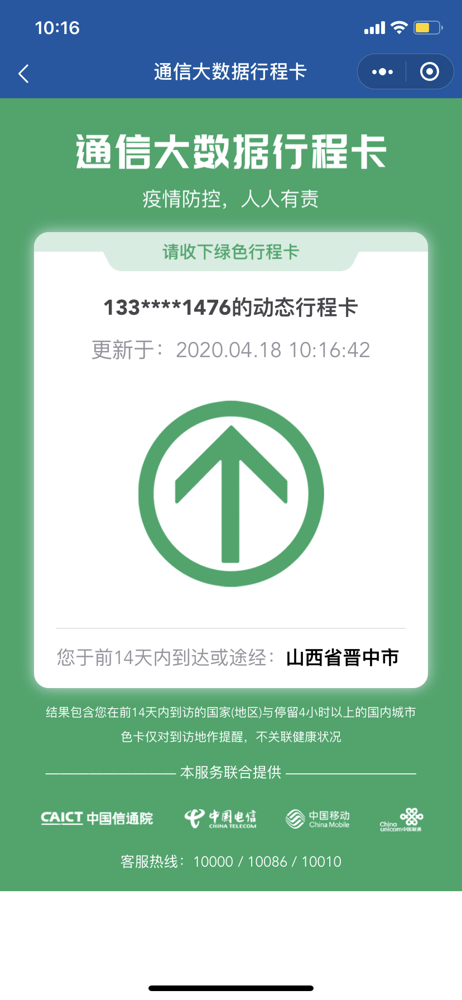 10:16
通信大数据行程卡
通信大数据行程卡
疫情防控，人人有责
请收下绿色行程卡
133****1476的动态行程卡
更新于：2020.04.18 10:16:42
您于前14天内到达或途经：山西省晋中市
结果包含您在前14天内到访的国家(地区)与停留4小时以上的国内城市
色卡仅对到访地作提醒，不关联健康状况
本服务联合提供
CAICT 中国信通院
中国电信
CHINA TELECOM
中国移动
China Mobile
China
unicom中国联通
客服热线：10000 / 10086 / 10010